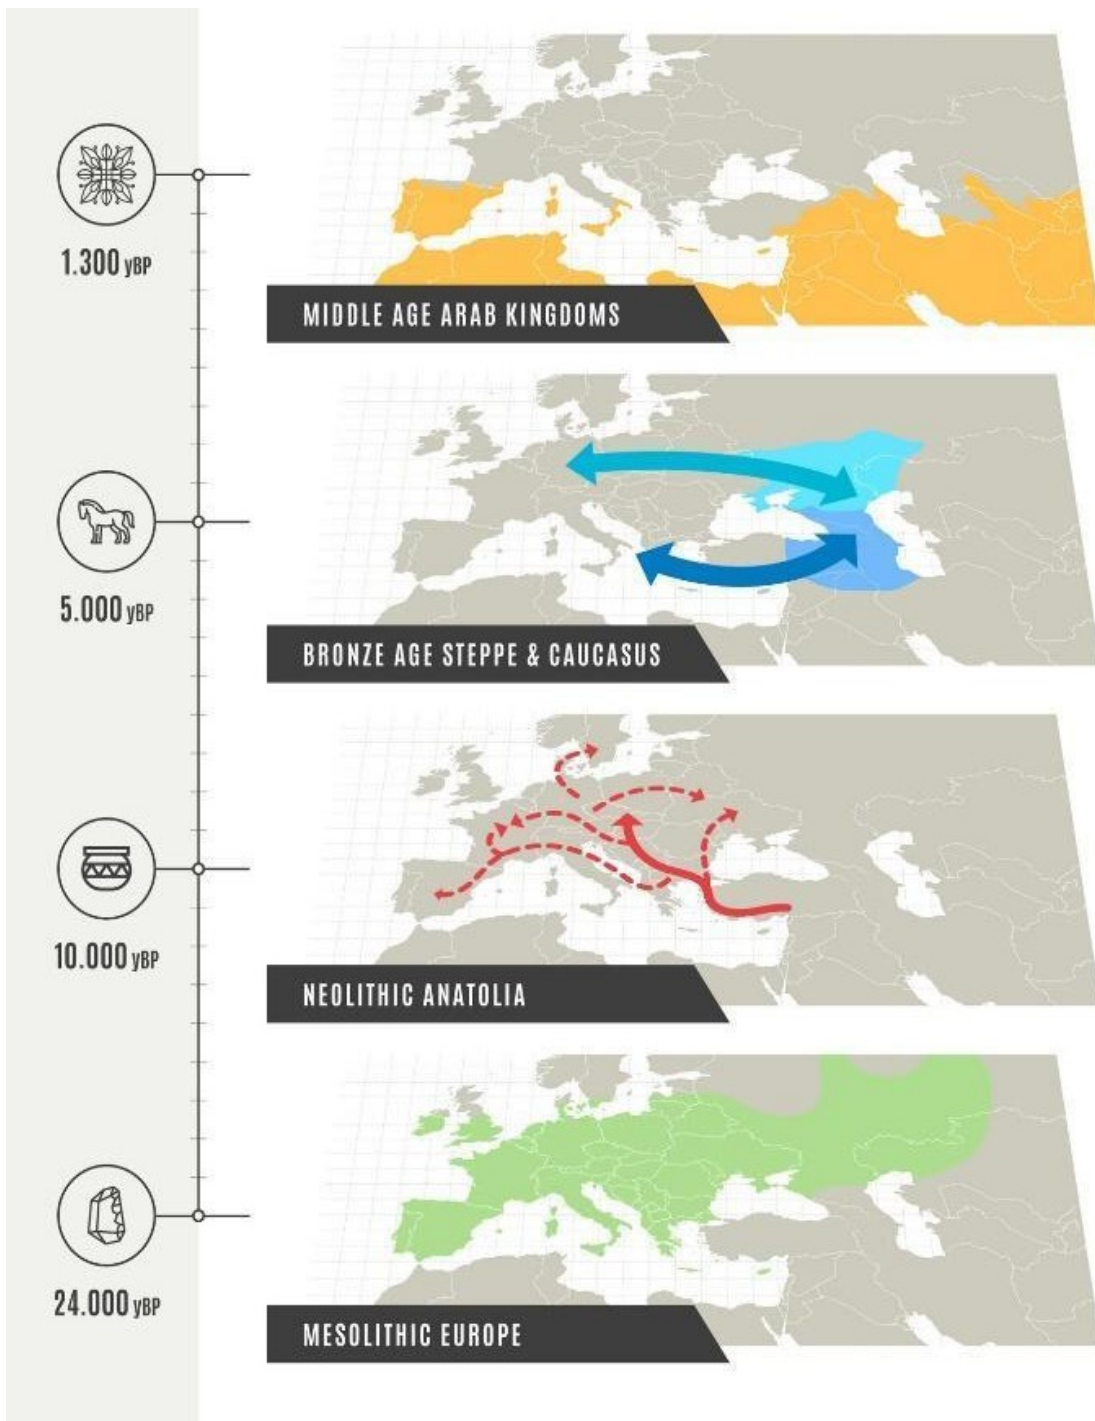 1.300 yBP
MIDDLE AGE ARAB KINGDOMS
5.000 yBP
BRONZE AGE STEPPE & CAUCASUS
10.000 yBP
NEOLITHIC ANATOLIA
24.000 yBP
MESOLITHIC EUROPE